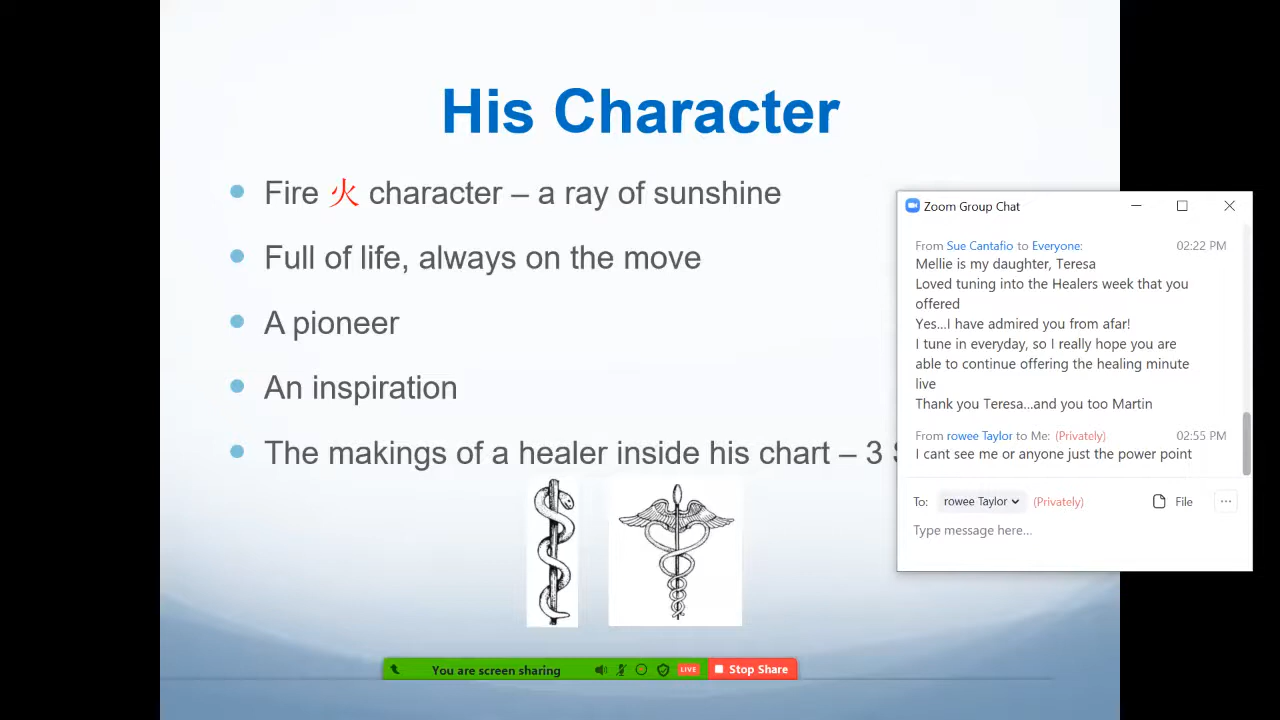 His Character
Fire 火 character – a ray of sunshine
Full of life, always on the move
A pioneer
An inspiration
The makings of a healer inside his chart – 3
Zoom Group Chat
From Sue Cantafio to Everyone: 02:22 PM
Mellie is my daughter, Teresa
Loved tuning into the Healers week that you
offered
Yes...I have admired you from afar!
I tune in everyday, so I really hope you are
able to continue offering the healing minute
live
Thank you Teresa...and you too Martin
From rowee Taylor to Me: (Privately) 02:55 PM
I cant see me or anyone just the power point
To: rowee Taylor (Privately) File
Type message here...
You are screen sharing LIVE Stop Share